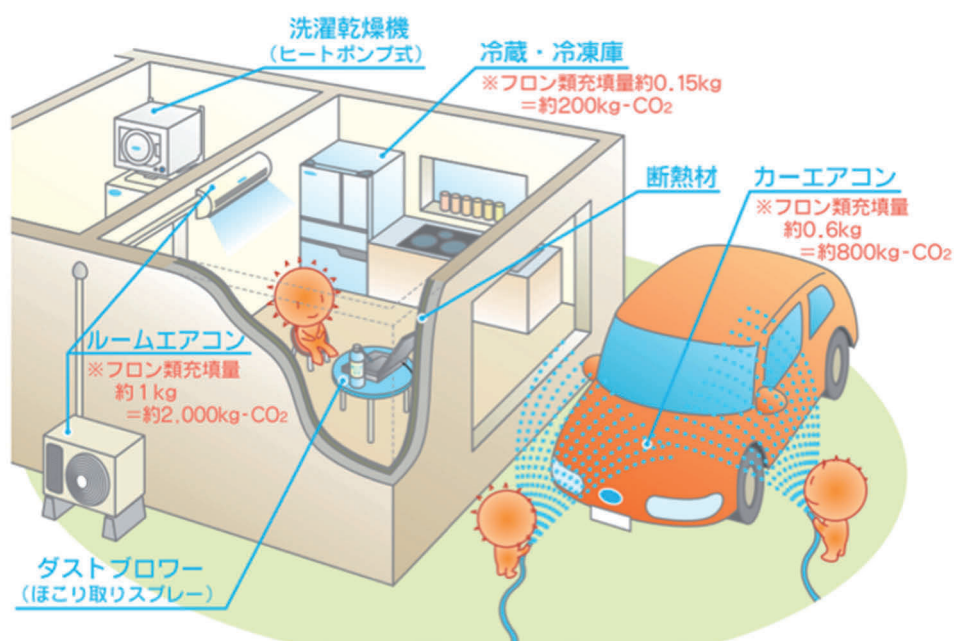 洗濯乾燥機
(ヒートポンプ式)
冷蔵・冷凍庫
※フロン類充填量約0.15kg
=約200kg-CO₂
断熱材
カーエアコン
※フロン類充填量
約0.6kg
=約800kg-CO₂
ルームエアコン
※フロン類充填量
約1kg
=約2,000kg-CO₂
ダストブロワー
(ほこり取りスプレー)